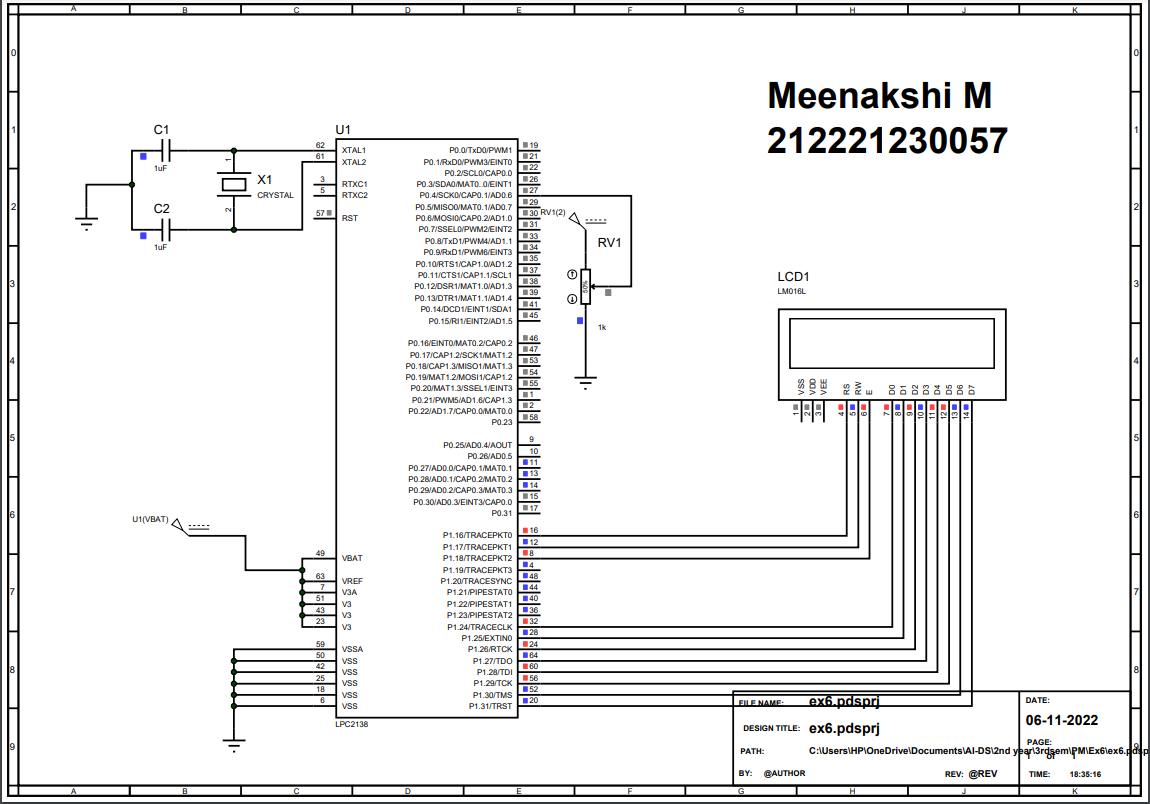 A B C D E F G H J K
0 0
Meenakshi M
212221230057
1 1
C1
1uF
C2
1uF
X1
CRYSTAL
1
2
U1
62 XTAL1
61 XTAL2
3 RTXC1
5 RTXC2
57 RST
49 VBAT
63 VREF
7 V3A
51 V3
43 V3
23 V3
59 VSSA
50 VSS
42 VSS
25 VSS
18 VSS
6 VSS
U1(VBAT)
P0.0/TxD0/PWM1 19
P0.1/RxD0/PWM3/EINT0 21
P0.2/SCL0/CAP0.0 22
P0.3/SDA0/MAT0..0/EINT1 26
P0.4/SCK0/CAP0.1/AD0.6 27
P0.5/MISO0/MAT0.1/AD0.7 29
P0.6/MOSI0/CAP0.2/AD1.0 30
P0.7/SSEL0/PWM2/EINT2 31
P0.8/TxD1/PWM4/AD1.1 33
P0.9/RxD1/PWM6/EINT3 34
P0.10/RTS1/CAP1.0/AD1.2 35
P0.11/CTS1/CAP1.1/SCL1 37
P0.12/DSR1/MAT1.0/AD1.3 38
P0.13/DTR1/MAT1.1/AD1.4 39
P0.14/DCD1/EINT1/SDA1 41
P0.15/RI1/EINT2/AD1.5 45
P0.16/EINT0/MAT0.2/CAP0.2 46
P0.17/CAP1.2/SCK1/MAT1.2 47
P0.18/CAP1.3/MISO1/MAT1.3 53
P0.19/MAT1.2/MOSI1/CAP1.2 54
P0.20/MAT1.3/SSEL1/EINT3 55
P0.21/PWM5/AD1.6/CAP1.3 1
P0.22/AD1.7/CAP0.0/MAT0.0 2
P0.23 58
P0.25/AD0.4/AOUT 9
P0.26/AD0.5 10
P0.27/AD0.0/CAP0.1/MAT0.1 11
P0.28/AD0.1/CAP0.2/MAT0.2 13
P0.29/AD0.2/CAP0.3/MAT0.3 14
P0.30/AD0.3/EINT3/CAP0.0 15
P0.31 17
P1.16/TRACEPKT0 16
P1.17/TRACEPKT1 12
P1.18/TRACEPKT2 8
P1.19/TRACEPKT3 4
P1.20/TRACESYNC 48
P1.21/PIPESTAT0 44
P1.22/PIPESTAT1 40
P1.23/PIPESTAT2 36
P1.24/TRACECLK 32
P1.25/EXTIN0 28
P1.26/RTCK 24
P1.27/TDO 64
P1.28/TDI 60
P1.29/TCK 56
P1.30/TMS 52
P1.31/TRST 20
LPC2138
RV1(2)
RV1
50%
1k
LCD1
LM016L
VSS VDD VEE RS RW E D0 D1 D2 D3 D4 D5 D6 D7
1 2 3 4 5 6 7 8 9 10 11 12 13 14
2 2
3 3
4 4
5 5
6 6
7 7
8 8
9 9
FILE NAME: ex6.pdsprj
DESIGN TITLE: ex6.pdsprj
PATH: C:\Users\HP\OneDrive\Documents\AI-DS\2nd year\3rdsem\PM\Ex6\ex6.pdsp
BY: @AUTHOR REV: @REV
DATE:
06-11-2022
PAGE:
1 of 1
TIME: 18:35:16
A B C D E F G H J K